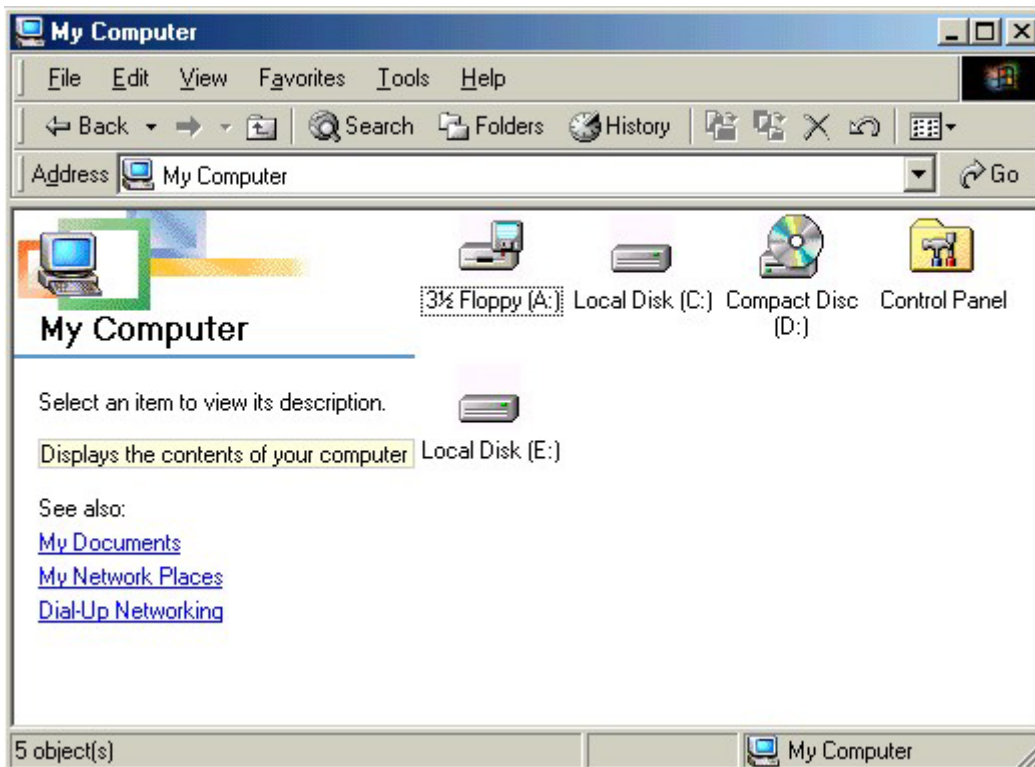 My Computer
File Edit View Favorites Tools Help
Back Search Folders History
Address My Computer Go
My Computer
3½ Floppy (A:) Local Disk (C:) Compact Disc (D:) Control Panel
Select an item to view its description.
Displays the contents of your computer
Local Disk (E:)
See also:
My Documents
My Network Places
Dial-Up Networking
5 object(s) My Computer